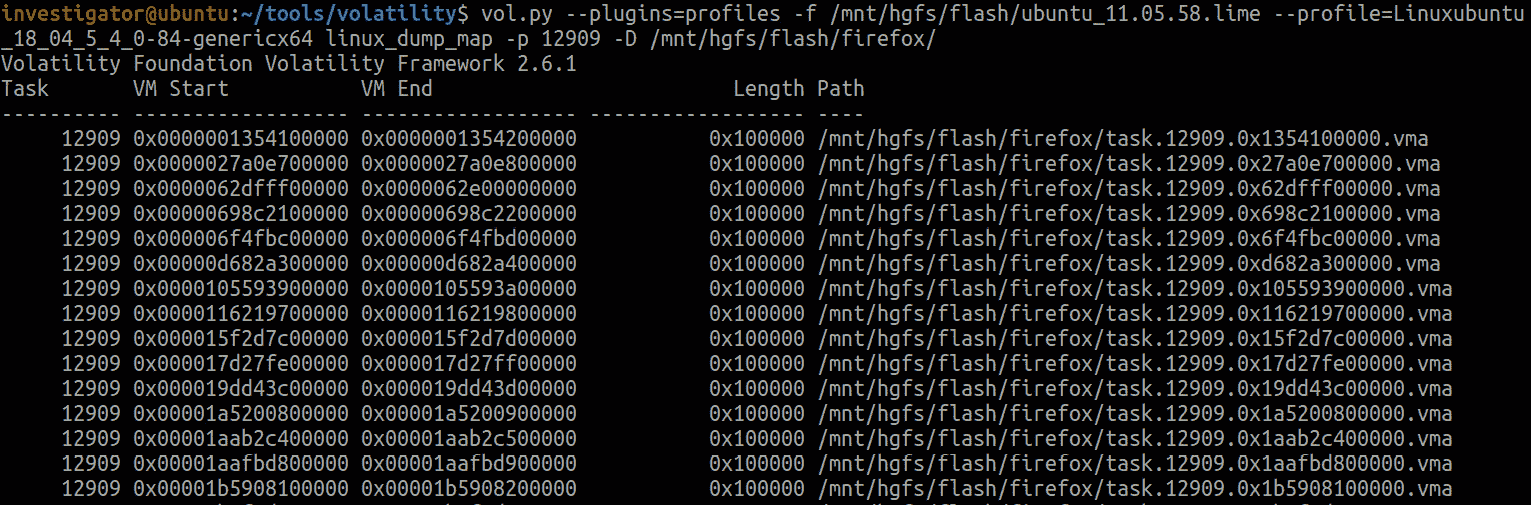 investigator@ubuntu:~/tools/volatility$ vol.py --plugins=profiles -f /mnt/hgfs/flash/ubuntu_11.05.58.lime --profile=Linuxubuntu
_18_04_5_4_0-84-genericx64 linux_dump_map -p 12909 -D /mnt/hgfs/flash/firefox/
Volatility Foundation Volatility Framework 2.6.1
Task       VM Start           VM End                         Length Path
---------- ------------------ ------------------ ------------------ ----
     12909 0x0000001354100000 0x0000001354200000           0x100000 /mnt/hgfs/flash/firefox/task.12909.0x1354100000.vma
     12909 0x0000027a0e700000 0x0000027a0e800000           0x100000 /mnt/hgfs/flash/firefox/task.12909.0x27a0e700000.vma
     12909 0x0000062dfff00000 0x0000062e00000000           0x100000 /mnt/hgfs/flash/firefox/task.12909.0x62dfff00000.vma
     12909 0x00000698c2100000 0x00000698c2200000           0x100000 /mnt/hgfs/flash/firefox/task.12909.0x698c2100000.vma
     12909 0x000006f4fbc00000 0x000006f4fbd00000           0x100000 /mnt/hgfs/flash/firefox/task.12909.0x6f4fbc00000.vma
     12909 0x00000d682a300000 0x00000d682a400000           0x100000 /mnt/hgfs/flash/firefox/task.12909.0xd682a300000.vma
     12909 0x0000105593900000 0x0000105593a00000           0x100000 /mnt/hgfs/flash/firefox/task.12909.0x105593900000.vma
     12909 0x0000116219700000 0x0000116219800000           0x100000 /mnt/hgfs/flash/firefox/task.12909.0x116219700000.vma
     12909 0x000015f2d7c00000 0x000015f2d7d00000           0x100000 /mnt/hgfs/flash/firefox/task.12909.0x15f2d7c00000.vma
     12909 0x000017d27fe00000 0x000017d27ff00000           0x100000 /mnt/hgfs/flash/firefox/task.12909.0x17d27fe00000.vma
     12909 0x000019dd43c00000 0x000019dd43d00000           0x100000 /mnt/hgfs/flash/firefox/task.12909.0x19dd43c00000.vma
     12909 0x00001a5200800000 0x00001a5200900000           0x100000 /mnt/hgfs/flash/firefox/task.12909.0x1a5200800000.vma
     12909 0x00001aab2c400000 0x00001aab2c500000           0x100000 /mnt/hgfs/flash/firefox/task.12909.0x1aab2c400000.vma
     12909 0x00001aafbd800000 0x00001aafbd900000           0x100000 /mnt/hgfs/flash/firefox/task.12909.0x1aafbd800000.vma
     12909 0x00001b5908100000 0x00001b5908200000           0x100000 /mnt/hgfs/flash/firefox/task.12909.0x1b5908100000.vma